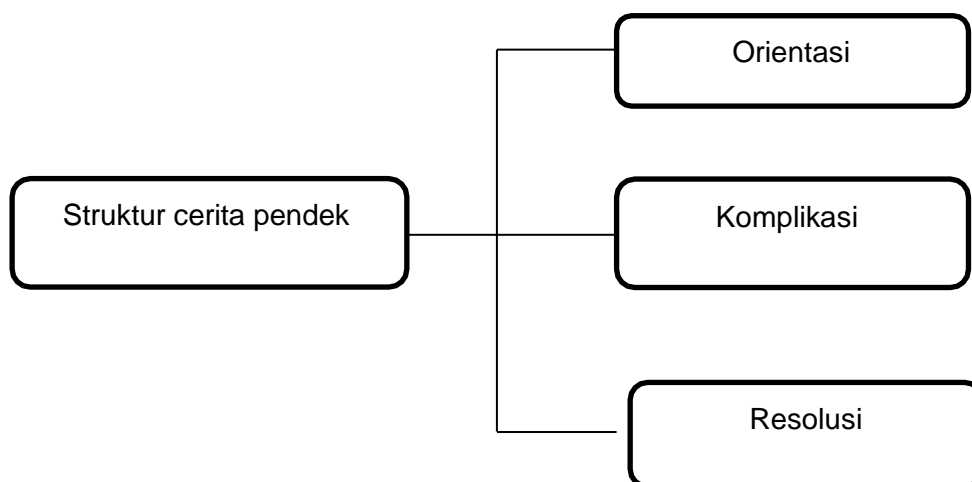 Orientasi
Struktur cerita pendek
Komplikasi
Resolusi